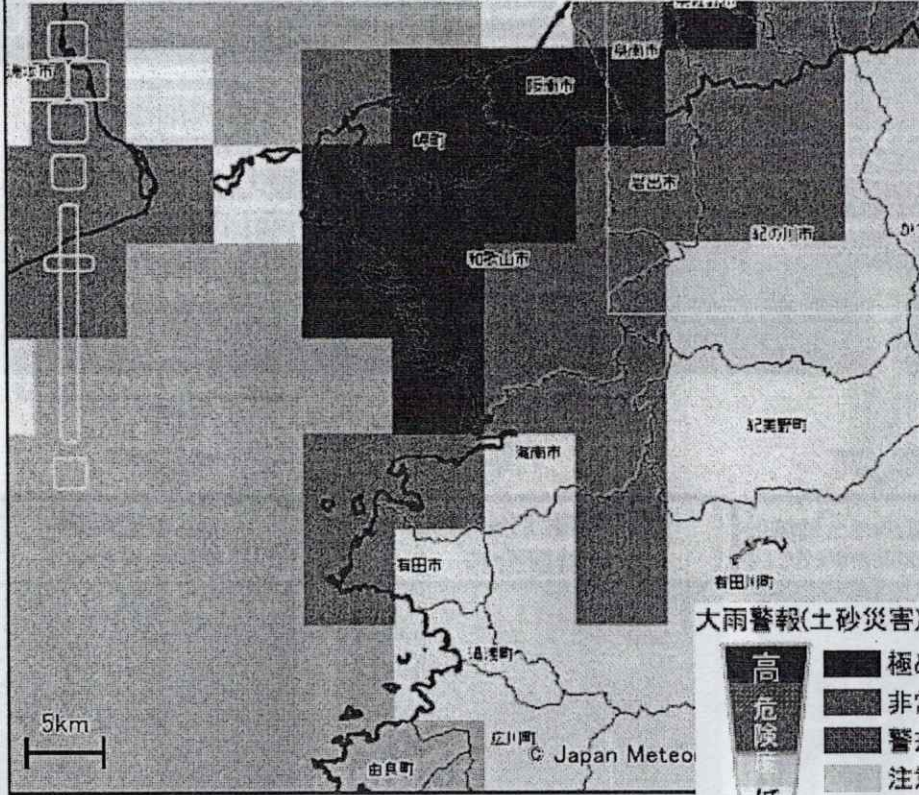 泉南市
阪南市
岬町
岩出市
紀の川市
和歌山市
紀美野町
海南市
有田市
有田川町
大雨警報(土砂災害)
高
危険
極
非常
湯浅町
5km
注
低
広川町
© Japan Meteo
由良町